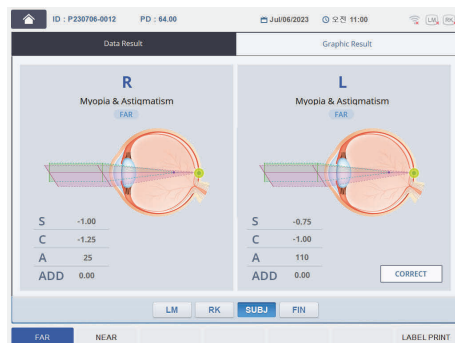 ID : P230706-0012 PD : 64.00 Jul/06/2023 오전 11:00 LM RK
Data Result Graphic Result
R
Myopia & Astigmatism
FAR
S -1.00
C -1.25
A 25
ADD 0.00
L
Myopia & Astigmatism
FAR
S -0.75
C -1.00
A 110
ADD 0.00
CORRECT
LM RK SUBJ FIN
FAR NEAR LABEL PRINT